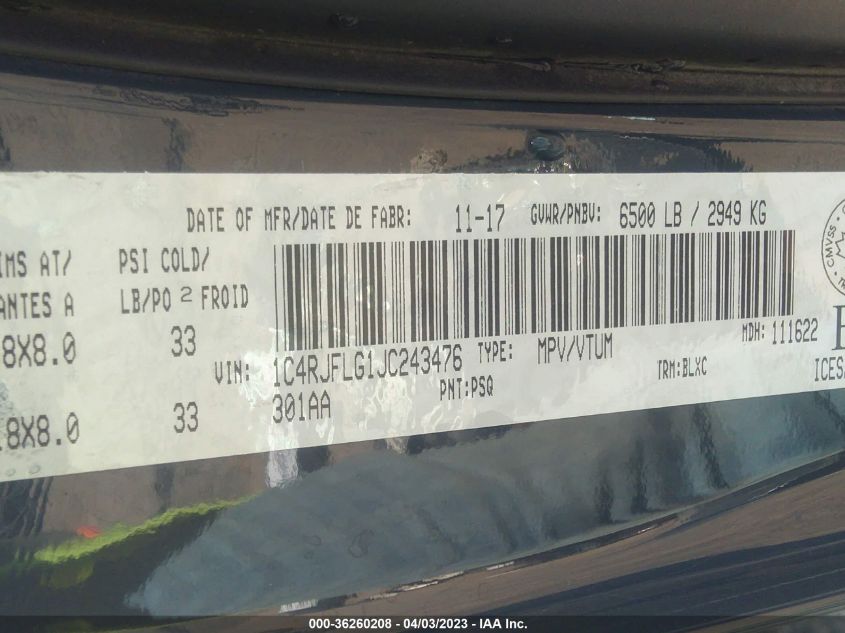 DATE OF MFR/DATE DE FABR: 11-17 GVWR/PNBV: 6500 LB / 2949 KG
IMS AT/ PSI COLD/
ANTES A LB/PO 2 FROID
8X8.0 33
VIN: 1C4RJFLG1JC243476 TYPE: MPV/VTUM MDH: 111622
301AA PNT:PSQ TRM:BLXC ICES
8X8.0 33
CMVSS
000-36260208 - 04/03/2023 - IAA Inc.